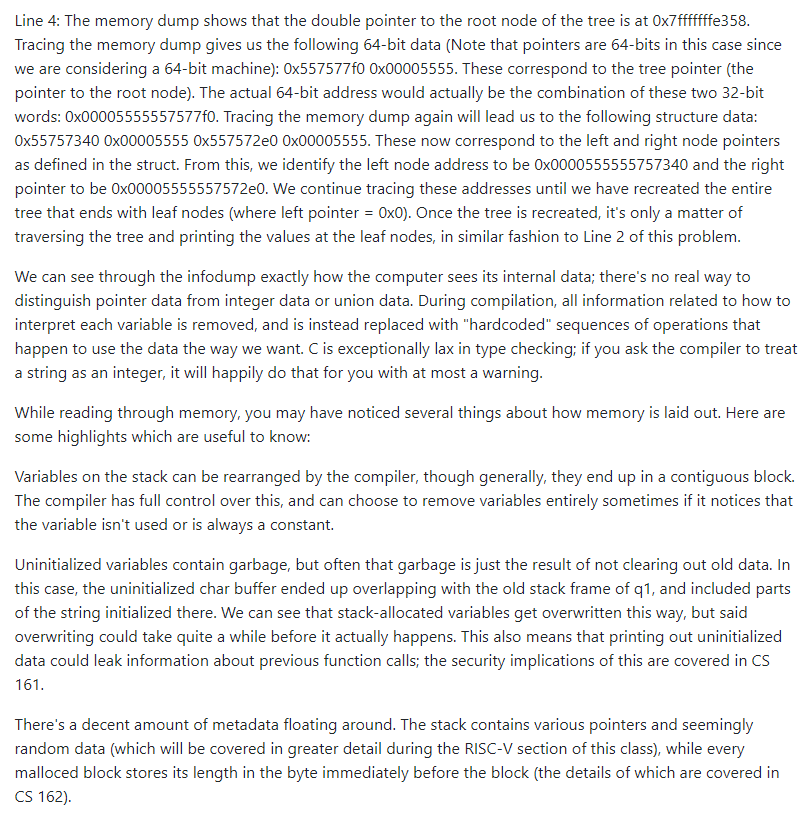 Line 4: The memory dump shows that the double pointer to the root node of the tree is at 0x7fffffffe358.
Tracing the memory dump gives us the following 64-bit data (Note that pointers are 64-bits in this case since
we are considering a 64-bit machine): 0x557577f0 0x00005555. These correspond to the tree pointer (the
pointer to the root node). The actual 64-bit address would actually be the combination of these two 32-bit
words: 0x00005555557577f0. Tracing the memory dump again will lead us to the following structure data:
0x55757340 0x00005555 0x557572e0 0x00005555. These now correspond to the left and right node pointers
as defined in the struct. From this, we identify the left node address to be 0x0000555555757340 and the right
pointer to be 0x00005555557572e0. We continue tracing these addresses until we have recreated the entire
tree that ends with leaf nodes (where left pointer = 0x0). Once the tree is recreated, it's only a matter of
traversing the tree and printing the values at the leaf nodes, in similar fashion to Line 2 of this problem.
We can see through the infodump exactly how the computer sees its internal data; there's no real way to
distinguish pointer data from integer data or union data. During compilation, all information related to how to
interpret each variable is removed, and is instead replaced with "hardcoded" sequences of operations that
happen to use the data the way we want. C is exceptionally lax in type checking; if you ask the compiler to treat
a string as an integer, it will happily do that for you with at most a warning.
While reading through memory, you may have noticed several things about how memory is laid out. Here are
some highlights which are useful to know:
Variables on the stack can be rearranged by the compiler, though generally, they end up in a contiguous block.
The compiler has full control over this, and can choose to remove variables entirely sometimes if it notices that
the variable isn't used or is always a constant.
Uninitialized variables contain garbage, but often that garbage is just the result of not clearing out old data. In
this case, the uninitialized char buffer ended up overlapping with the old stack frame of q1, and included parts
of the string initialized there. We can see that stack-allocated variables get overwritten this way, but said
overwriting could take quite a while before it actually happens. This also means that printing out uninitialized
data could leak information about previous function calls; the security implications of this are covered in CS
161.
There's a decent amount of metadata floating around. The stack contains various pointers and seemingly
random data (which will be covered in greater detail during the RISC-V section of this class), while every
malloced block stores its length in the byte immediately before the block (the details of which are covered in
CS 162).